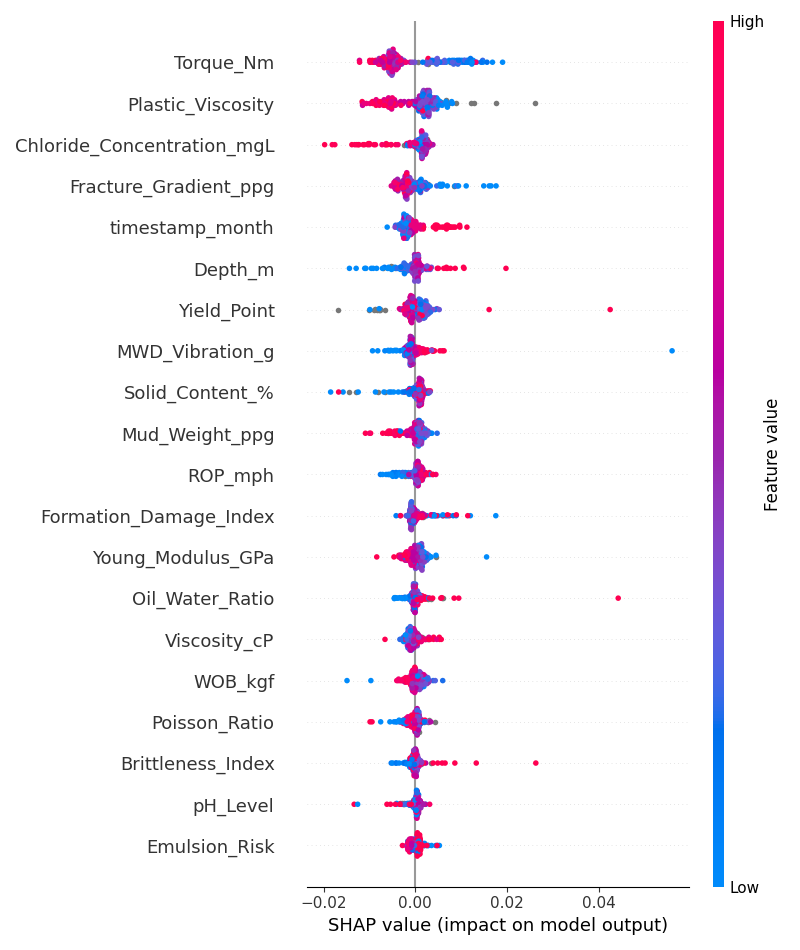 High
Torque_Nm
Plastic_Viscosity
Chloride_Concentration_mgL
Fracture_Gradient_ppg
timestamp_month
Depth_m
Yield_Point
MWD_Vibration_g
Solid_Content_%
Mud_Weight_ppg
ROP_mph
Formation_Damage_Index
Young_Modulus_GPa
Oil_Water_Ratio
Viscosity_cP
WOB_kgf
Poisson_Ratio
Brittleness_Index
pH_Level
Emulsion_Risk
Feature value
Low
−0.02 0.00 0.02 0.04
SHAP value (impact on model output)